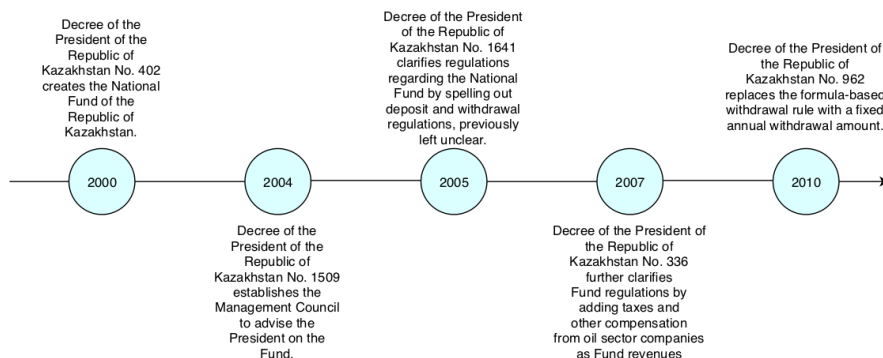 Decree of the
President of the
Republic of
Kazakhstan No. 402
creates the National
Fund of the
Republic of
Kazakhstan.
2000
2004
Decree of the
President of the
Republic of
Kazakhstan No. 1509
establishes the
Management Council
to advise the
President on the
Fund.
Decree of the President
of the Republic of
Kazakhstan No. 1641
clarifies regulations
regarding the National
Fund by spelling out
deposit and withdrawal
regulations, previously
left unclear.
2005
2007
Decree of the President of
the Republic of
Kazakhstan No. 336
further clarifies
Fund regulations by
adding taxes and
other compensation
from oil sector companies
as Fund revenues
Decree of the President of
the Republic of
Kazakhstan No. 962
replaces the formula-based
withdrawal rule with a fixed
annual withdrawal amount.
2010